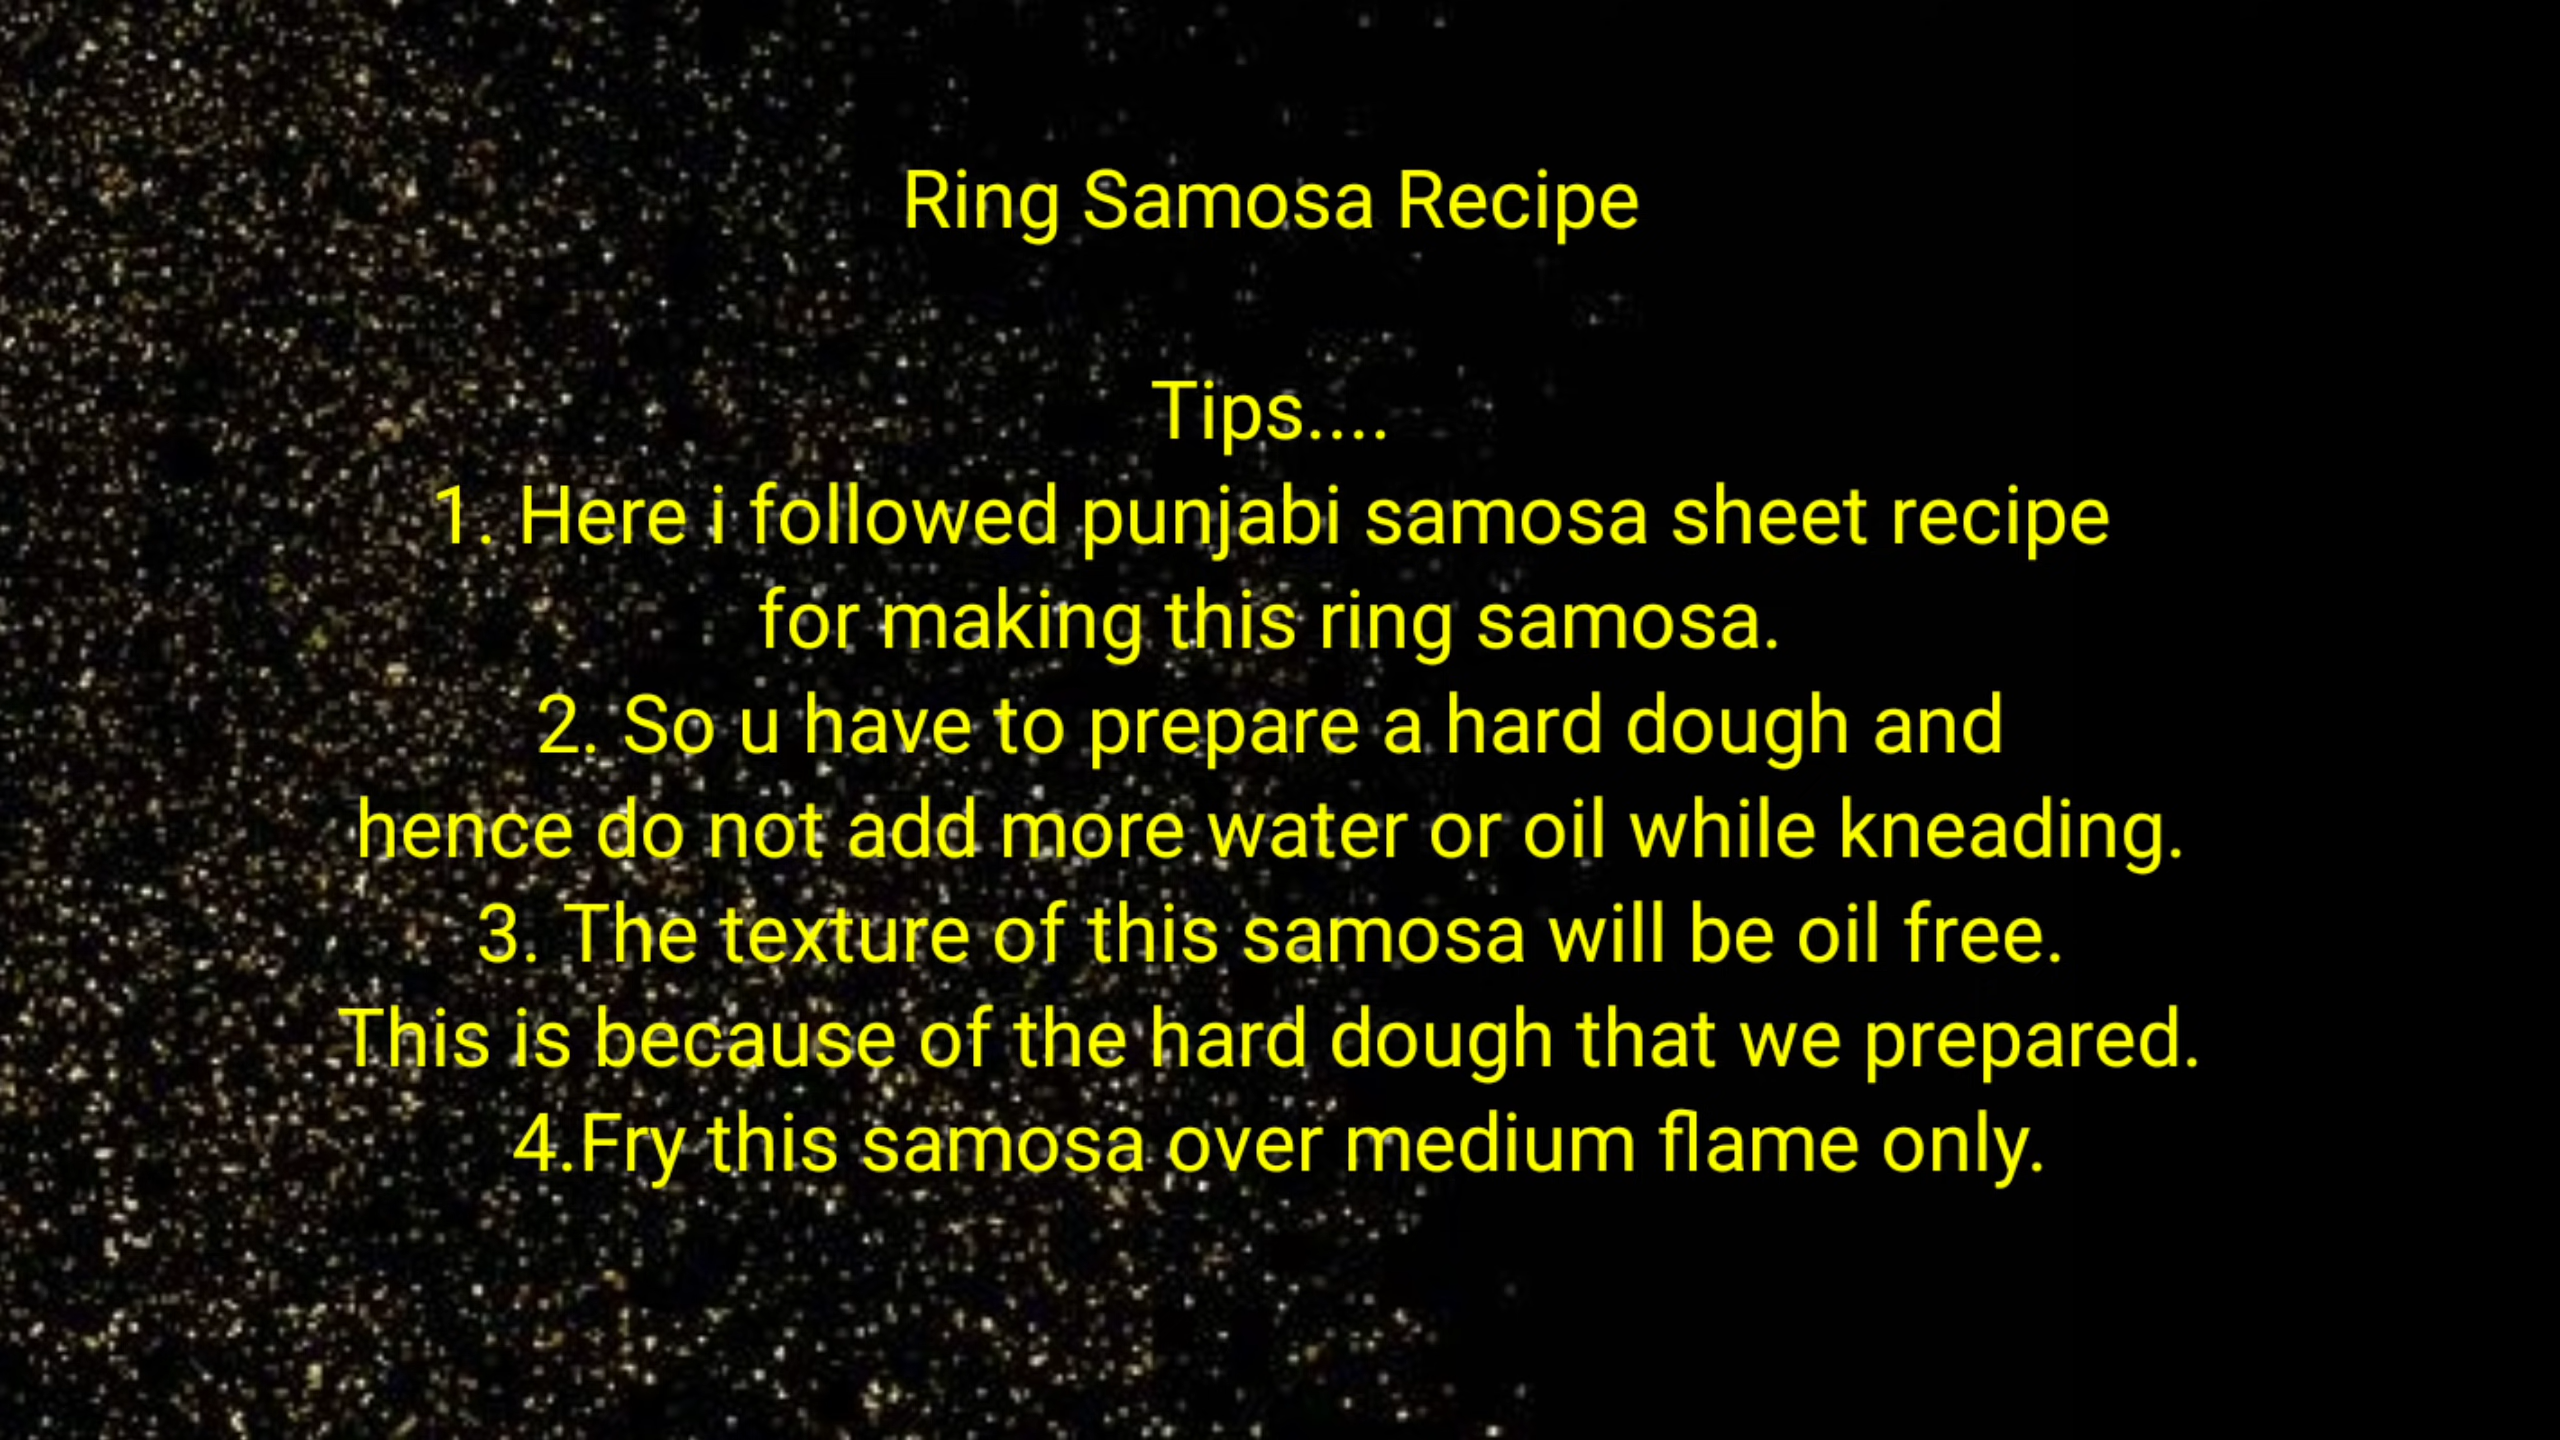 Ring Samosa Recipe
Tips....
1. Here i followed punjabi samosa sheet recipe
for making this ring samosa.
2. So u have to prepare a hard dough and
hence do not add more water or oil while kneading.
3. The texture of this samosa will be oil free.
This is because of the hard dough that we prepared.
4.Fry this samosa over medium flame only.